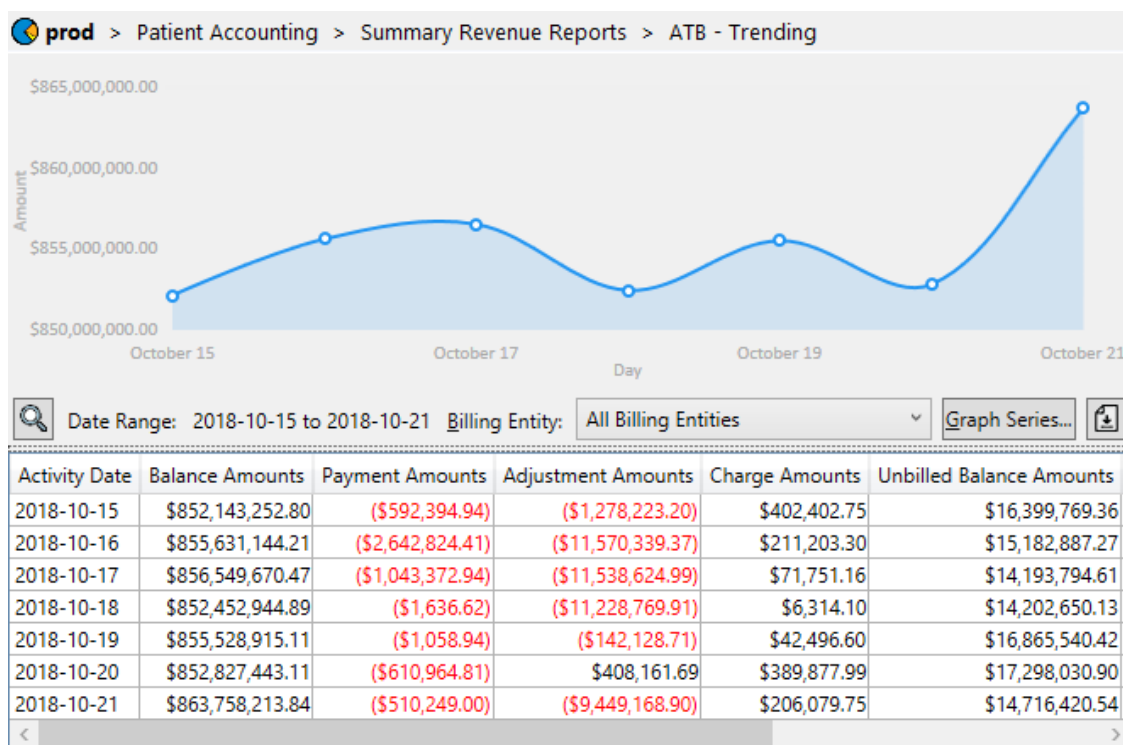 prod > Patient Accounting > Summary Revenue Reports > ATB - Trending
$865,000,000.00
$860,000,000.00
Amount
$855,000,000.00
$850,000,000.00
October 15 October 17 October 19 October 21
Day
Date Range: 2018-10-15 to 2018-10-21 Billing Entity: All Billing Entities Graph Series...
Activity Date Balance Amounts Payment Amounts Adjustment Amounts Charge Amounts Unbilled Balance Amounts
2018-10-15 $852,143,252.80 ($592,394.94) ($1,278,223.20) $402,402.75 $16,399,769.36
2018-10-16 $855,631,144.21 ($2,642,824.41) ($11,570,339.37) $211,203.30 $15,182,887.27
2018-10-17 $856,549,670.47 ($1,043,372.94) ($11,538,624.99) $71,751.16 $14,193,794.61
2018-10-18 $852,452,944.89 ($1,636.62) ($11,228,769.91) $6,314.10 $14,202,650.13
2018-10-19 $855,528,915.11 ($1,058.94) ($142,128.71) $42,496.60 $16,865,540.42
2018-10-20 $852,827,443.11 ($610,964.81) $408,161.69 $389,877.99 $17,298,030.90
2018-10-21 $863,758,213.84 ($510,249.00) ($9,449,168.90) $206,079.75 $14,716,420.54